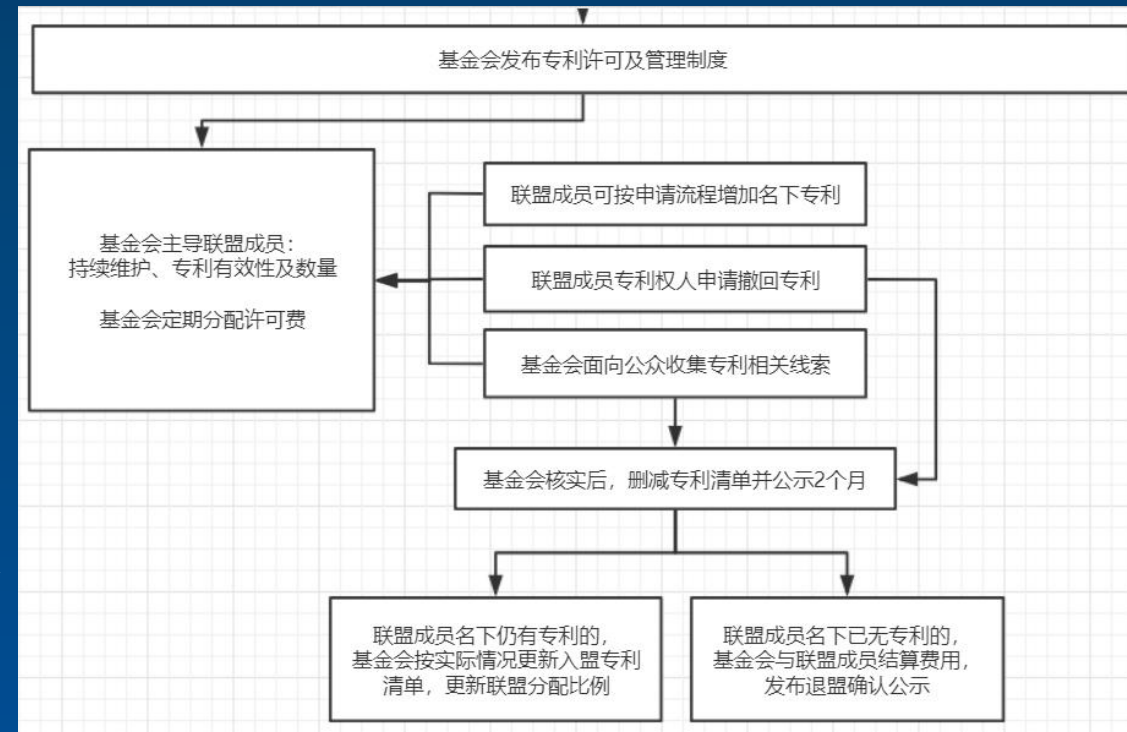 基金会发布专利许可及管理制度
基金会主导联盟成员：
持续维护、专利有效性及数量
基金会定期分配许可费
联盟成员可按申请流程增加名下专利
联盟成员专利权人申请撤回专利
基金会面向公众收集专利相关线索
基金会核实后，删减专利清单并公示2个月
联盟成员名下仍有专利的，
基金会按实际情况更新入盟专利
清单，更新联盟分配比例
联盟成员名下已无专利的，
基金会与联盟成员结算费用，
发布退盟确认公示